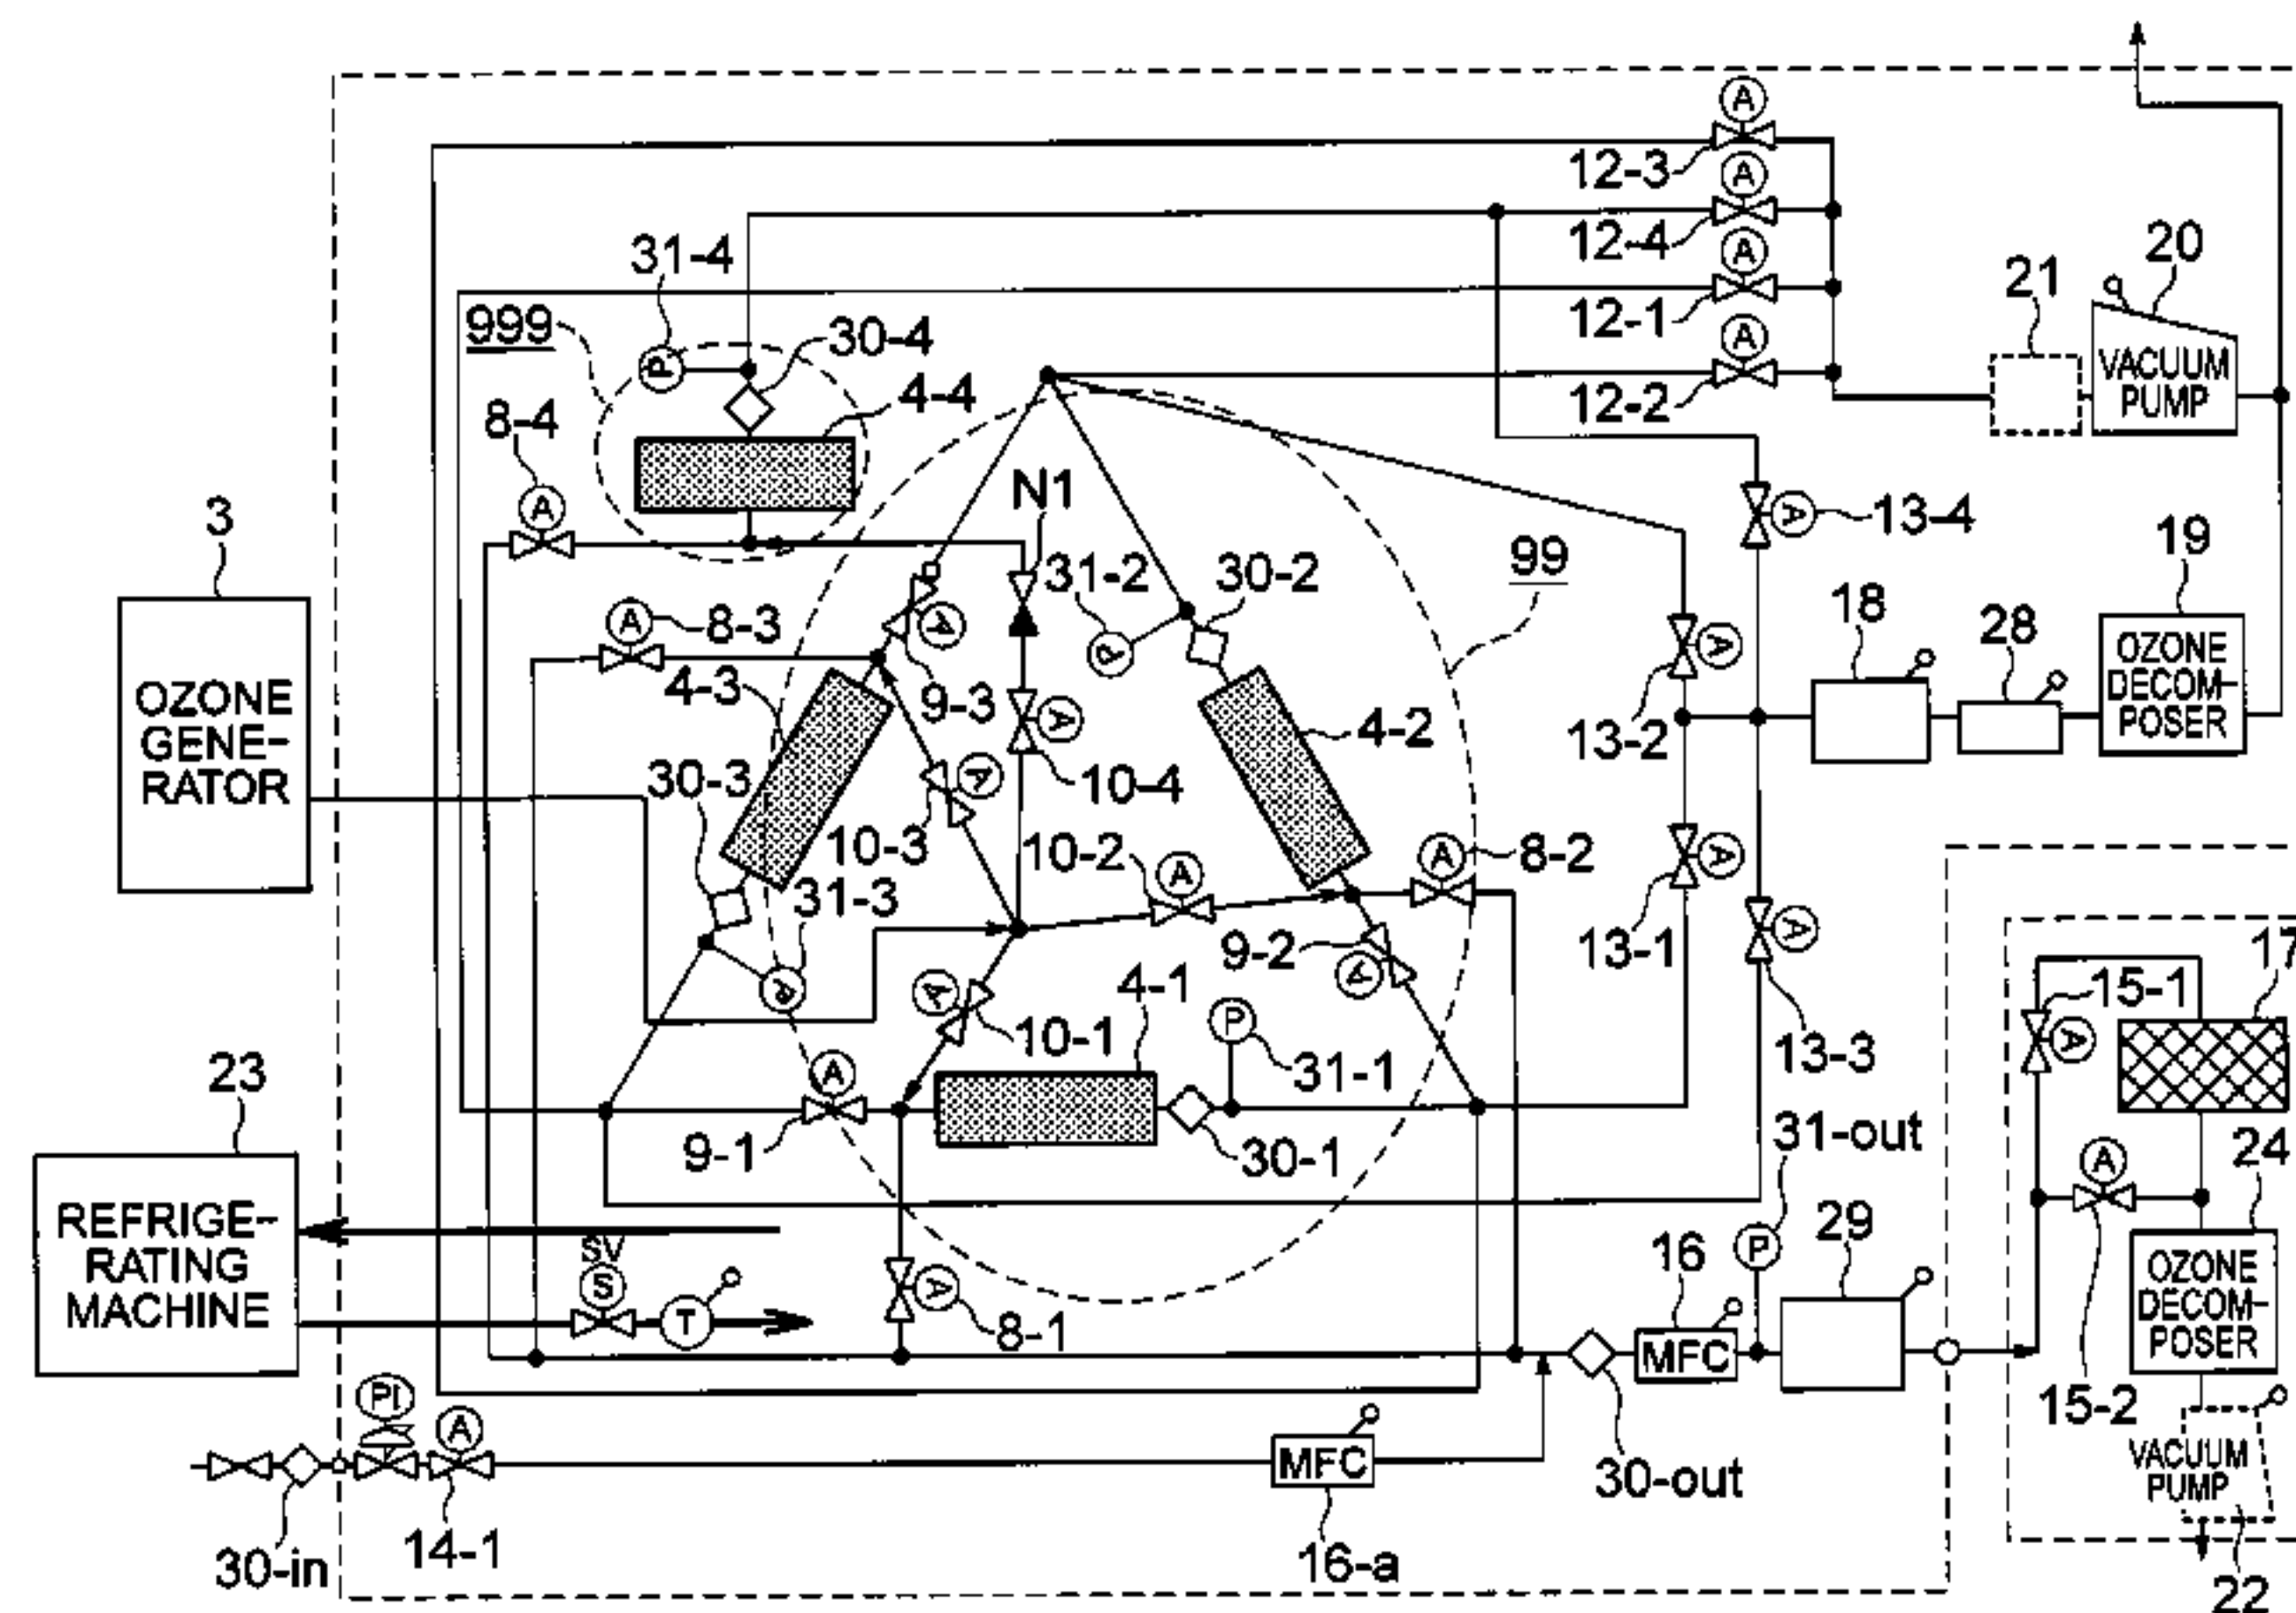 A
12-3
A
12-4
31-4
A
20
21
999
30-4
12-1
P
A
VACUUM
PUMP
4-4
12-2
8-4
A
3
N1
A
13-4
19
31-2
30-2
99
A
8-3
P
A
18
A
28
OZONE
DECOM-
POSER
OZONE
GENE-
RATOR
4-3
9-3
A
4-2
13-2
30-3
A
10-4
10-3
10-2
A
A
8-2
A
31-3
A
17
9-2
13-1
P
A
4-1
A
15-1
A
P
10-1
31-1
13-3
23
A
31-out
24
9-1
30-1
A
REFRIGE-
RATING
MACHINE
SV
S
T
A
8-1
16
P
29
OZONE
DECOM-
POSER
MFC
PI
A
15-2
MFC
30-out
VACUUM
PUMP
30-in
14-1
16-a
22